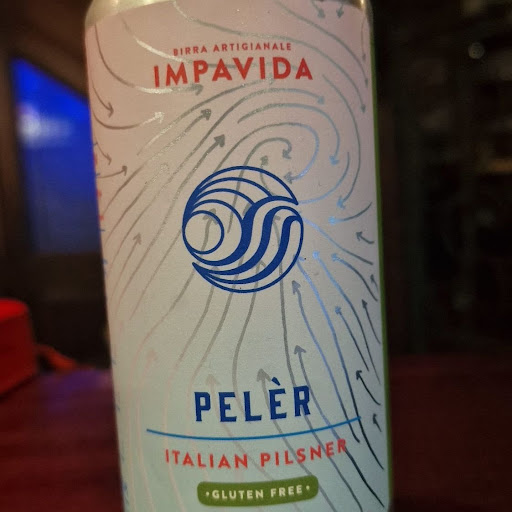 BIRRA ARTIGIANALE
IMPAVIDA
PELÈR
ITALIAN PILSNER
•GLUTEN FREE•